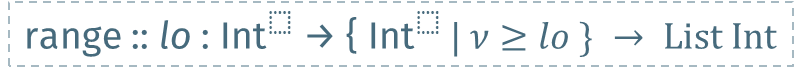 range :: lo : Int⬚ → { Int⬚ | ν ≥ lo } → List Int